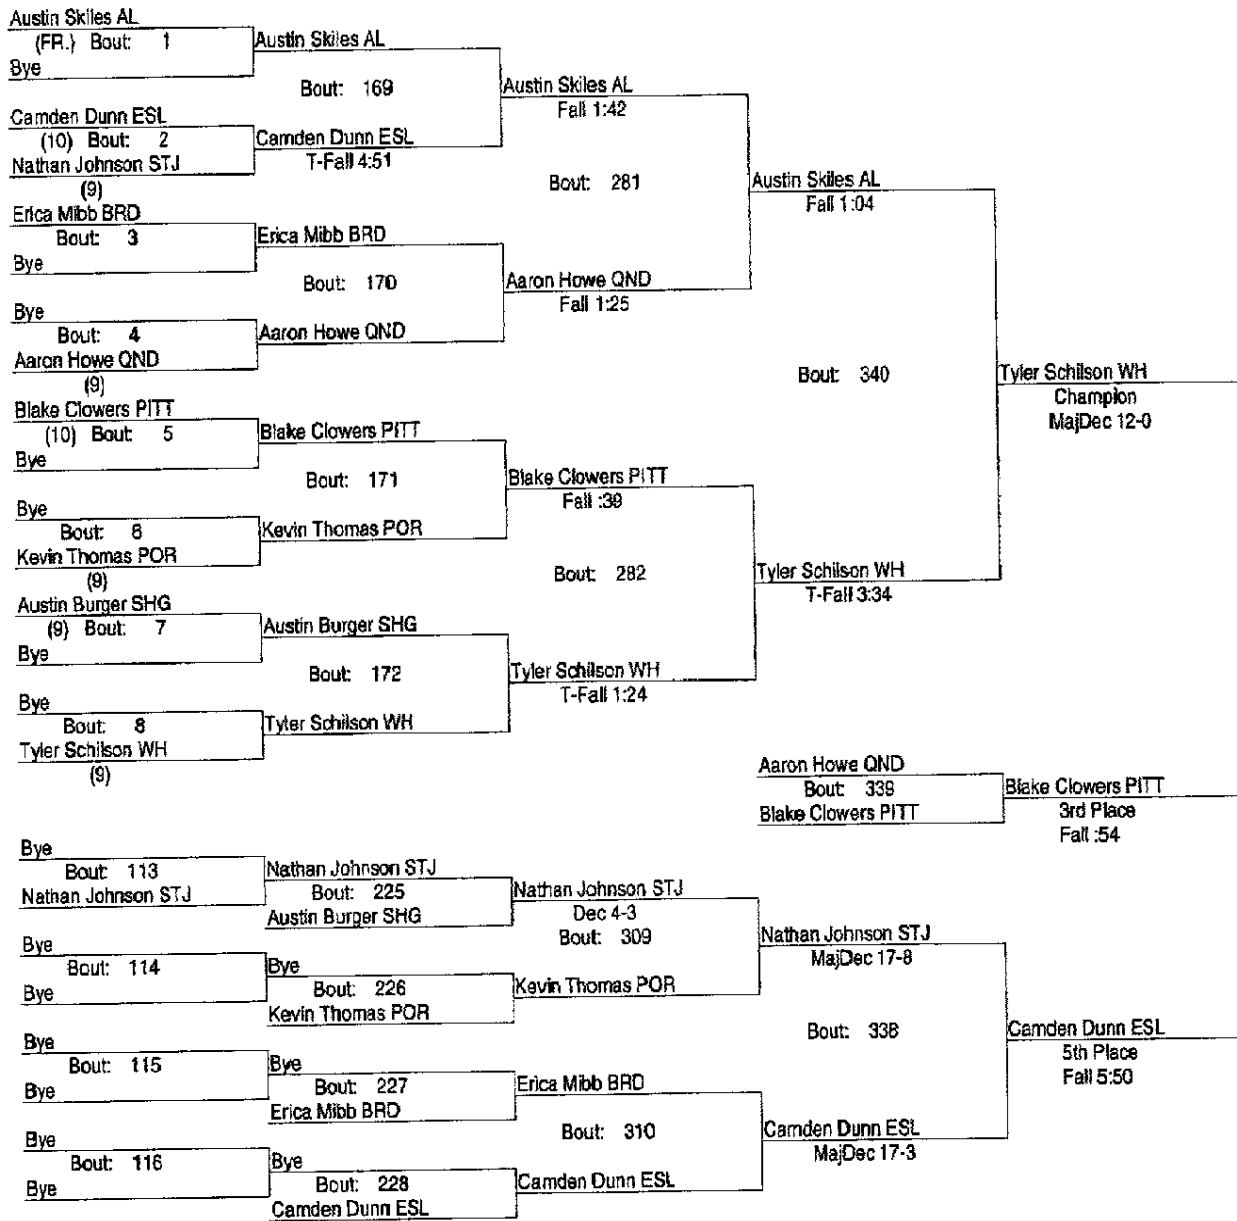 Austin Skiles AL
(FR.) Bout: 1
Bye
Austin Skiles AL
Bout: 169
Camden Dunn ESL
(10) Bout: 2
Nathan Johnson STJ
(9)
Camden Dunn ESL
T-Fall 4:51
Austin Skiles AL
Fall 1:42
Bout: 281
Erica Mibb BRD
Bout: 3
Bye
Erica Mibb BRD
Bout: 170
Bye
Bout: 4
Aaron Howe QND
(9)
Aaron Howe QND
Aaron Howe QND
Fall 1:25
Austin Skiles AL
Fall 1:04
Bout: 340
Blake Clowers PITT
(10) Bout: 5
Bye
Blake Clowers PITT
Bout: 171
Bye
Bout: 6
Kevin Thomas POR
(9)
Kevin Thomas POR
Blake Clowers PITT
Fall :39
Bout: 282
Austin Burger SHG
(9) Bout: 7
Bye
Austin Burger SHG
Bout: 172
Bye
Bout: 8
Tyler Schilson WH
(9)
Tyler Schilson WH
Tyler Schilson WH
T-Fall 1:24
Tyler Schilson WH
T-Fall 3:34
Tyler Schilson WH
Champion
MajDec 12-0
Aaron Howe QND
Bout: 339
Blake Clowers PITT
Blake Clowers PITT
3rd Place
Fall :54
Bye
Bout: 113
Nathan Johnson STJ
Nathan Johnson STJ
Bout: 225
Austin Burger SHG
Nathan Johnson STJ
Dec 4-3
Bout: 309
Bye
Bout: 114
Bye
Bye
Bout: 226
Kevin Thomas POR
Kevin Thomas POR
Nathan Johnson STJ
MajDec 17-8
Bout: 338
Bye
Bout: 115
Bye
Bye
Bout: 227
Erica Mibb BRD
Erica Mibb BRD
Bout: 310
Bye
Bout: 116
Bye
Bye
Bout: 228
Camden Dunn ESL
Camden Dunn ESL
Camden Dunn ESL
MajDec 17-3
Camden Dunn ESL
5th Place
Fall 5:50